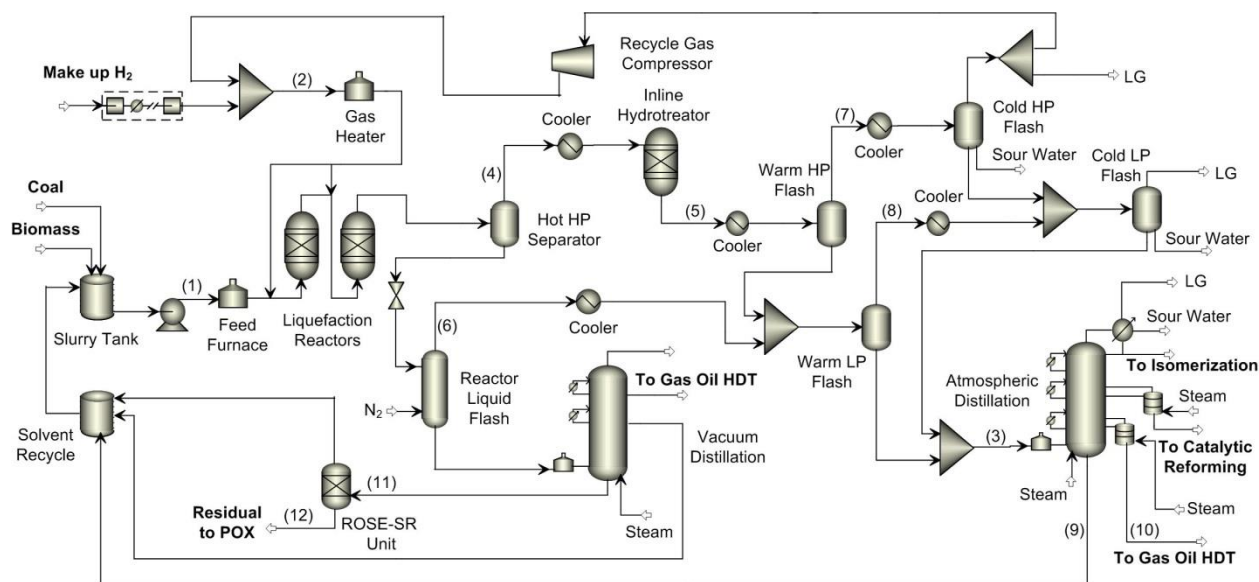 Make up H₂
(2)
Gas
Heater
Recycle Gas
Compressor
Inline
Hydrotreater
Cooler
(4)
Hot HP
Separator
(5)
Cooler
(7)
Cooler
Warm HP
Flash
Cold HP
Flash
LG
Sour Water
Cold LP
Flash
LG
Sour Water
(8)
Cooler
Coal
Biomass
Slurry Tank
(1)
Feed
Furnace
Liquefaction
Reactors
(6)
Cooler
Warm LP
Flash
Reactor
Liquid
Flash
N₂
To Gas Oil HDT
Vacuum
Distillation
Steam
Solvent
Recycle
(11)
(12)
Residual
to POX
ROSE-SR
Unit
LG
Sour Water
To Isomerization
Atmospheric
Distillation
Steam
To Catalytic
Reforming
(3)
Steam
Steam
(9)
(10)
To Gas Oil HDT